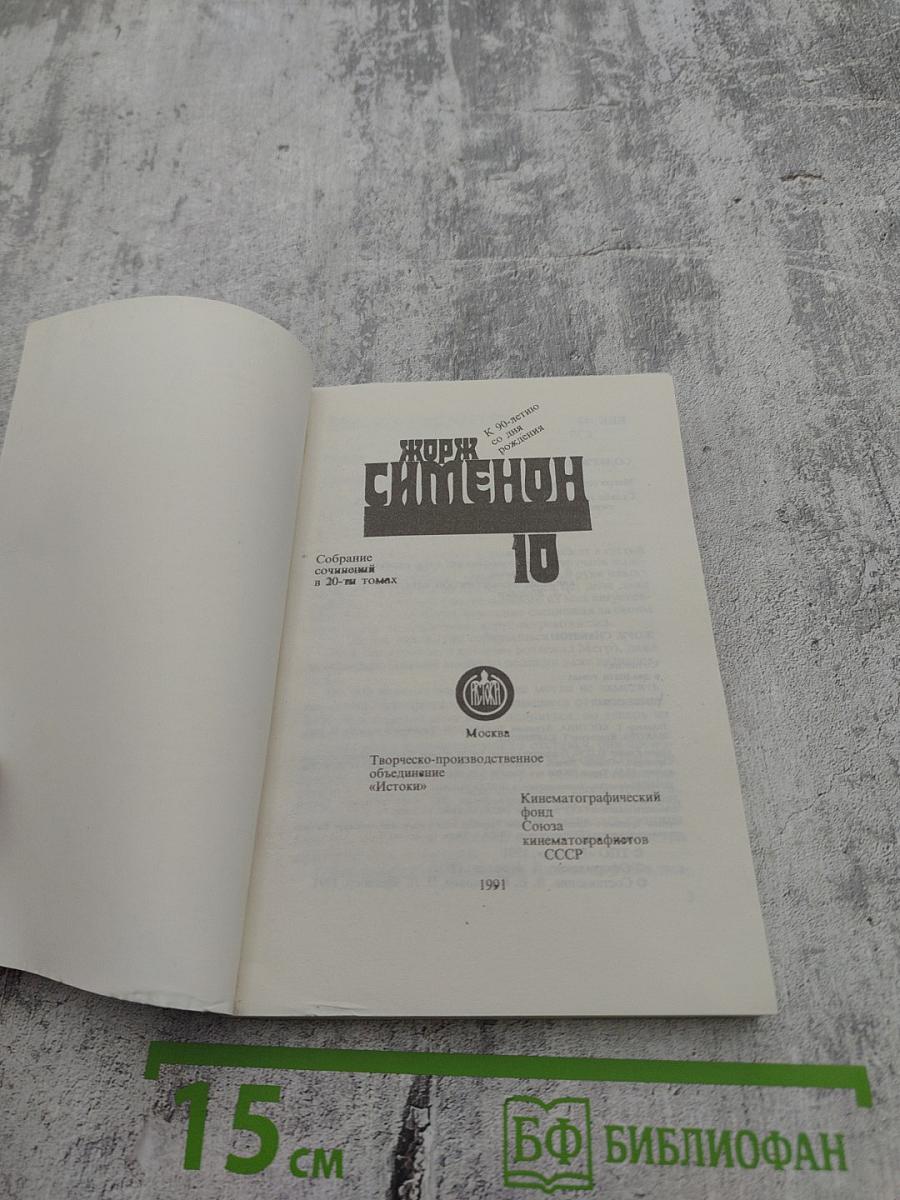 К 90-летию
со дня
рождения
ЖОРЖ
СИМЕНОН
10
Собрание
сочинений
в 20-ти томах
ИСТОКИ
Москва
Творческо-производственное
объединение
«Истоки»
Кинематографический
фонд
Союза
кинематографистов
СССР
1991
15 СМ
БФ БИБЛИОФАН